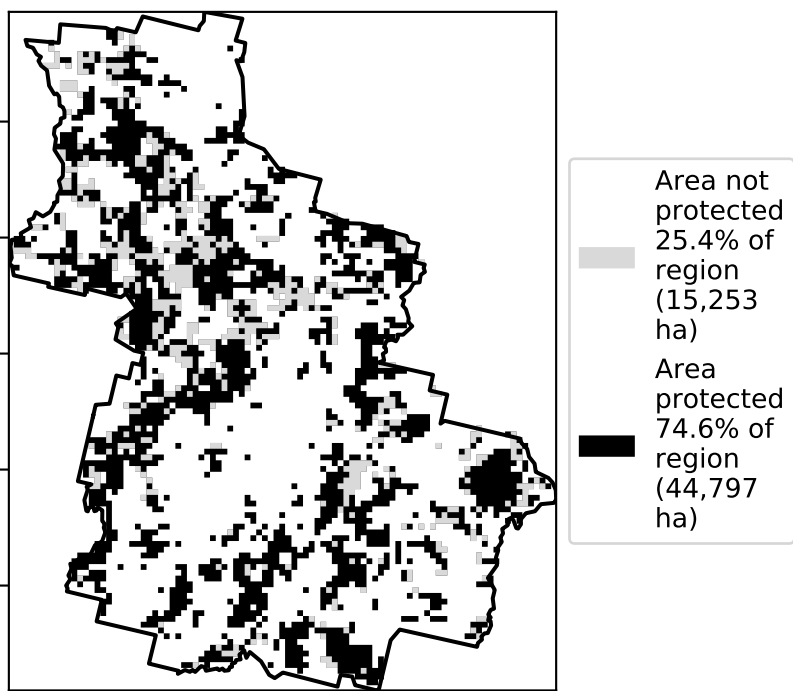 Area not
protected
25.4% of
region
(15,253
ha)
Area
protected
74.6% of
region
(44,797
ha)